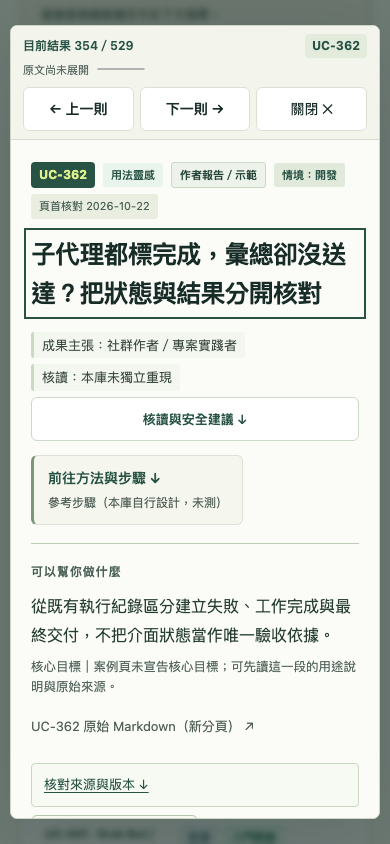 目前結果 354 / 529
UC-362
原文尚未展開
← 上一則
下一則 →
關閉 ×
UC-362
用法靈感
作者報告 / 示範
情境：開發
頁首核對 2026-10-22
子代理都標完成，彙總卻沒送
達？把狀態與結果分開核對
成果主張：社群作者 / 專案實踐者
核讀：本庫未獨立重現
核讀與安全建議 ↓
前往方法與步驟 ↓
參考步驟（本庫自行設計，未測）
可以幫你做什麼
從既有執行紀錄區分建立失敗、工作完成與最
終交付，不把介面狀態當作唯一驗收依據。
核心目標｜案例頁未宣告核心目標；可先讀這一段的用途說
明與原始來源。
UC-362 原始 Markdown（新分頁） ↗
核對來源與版本 ↓